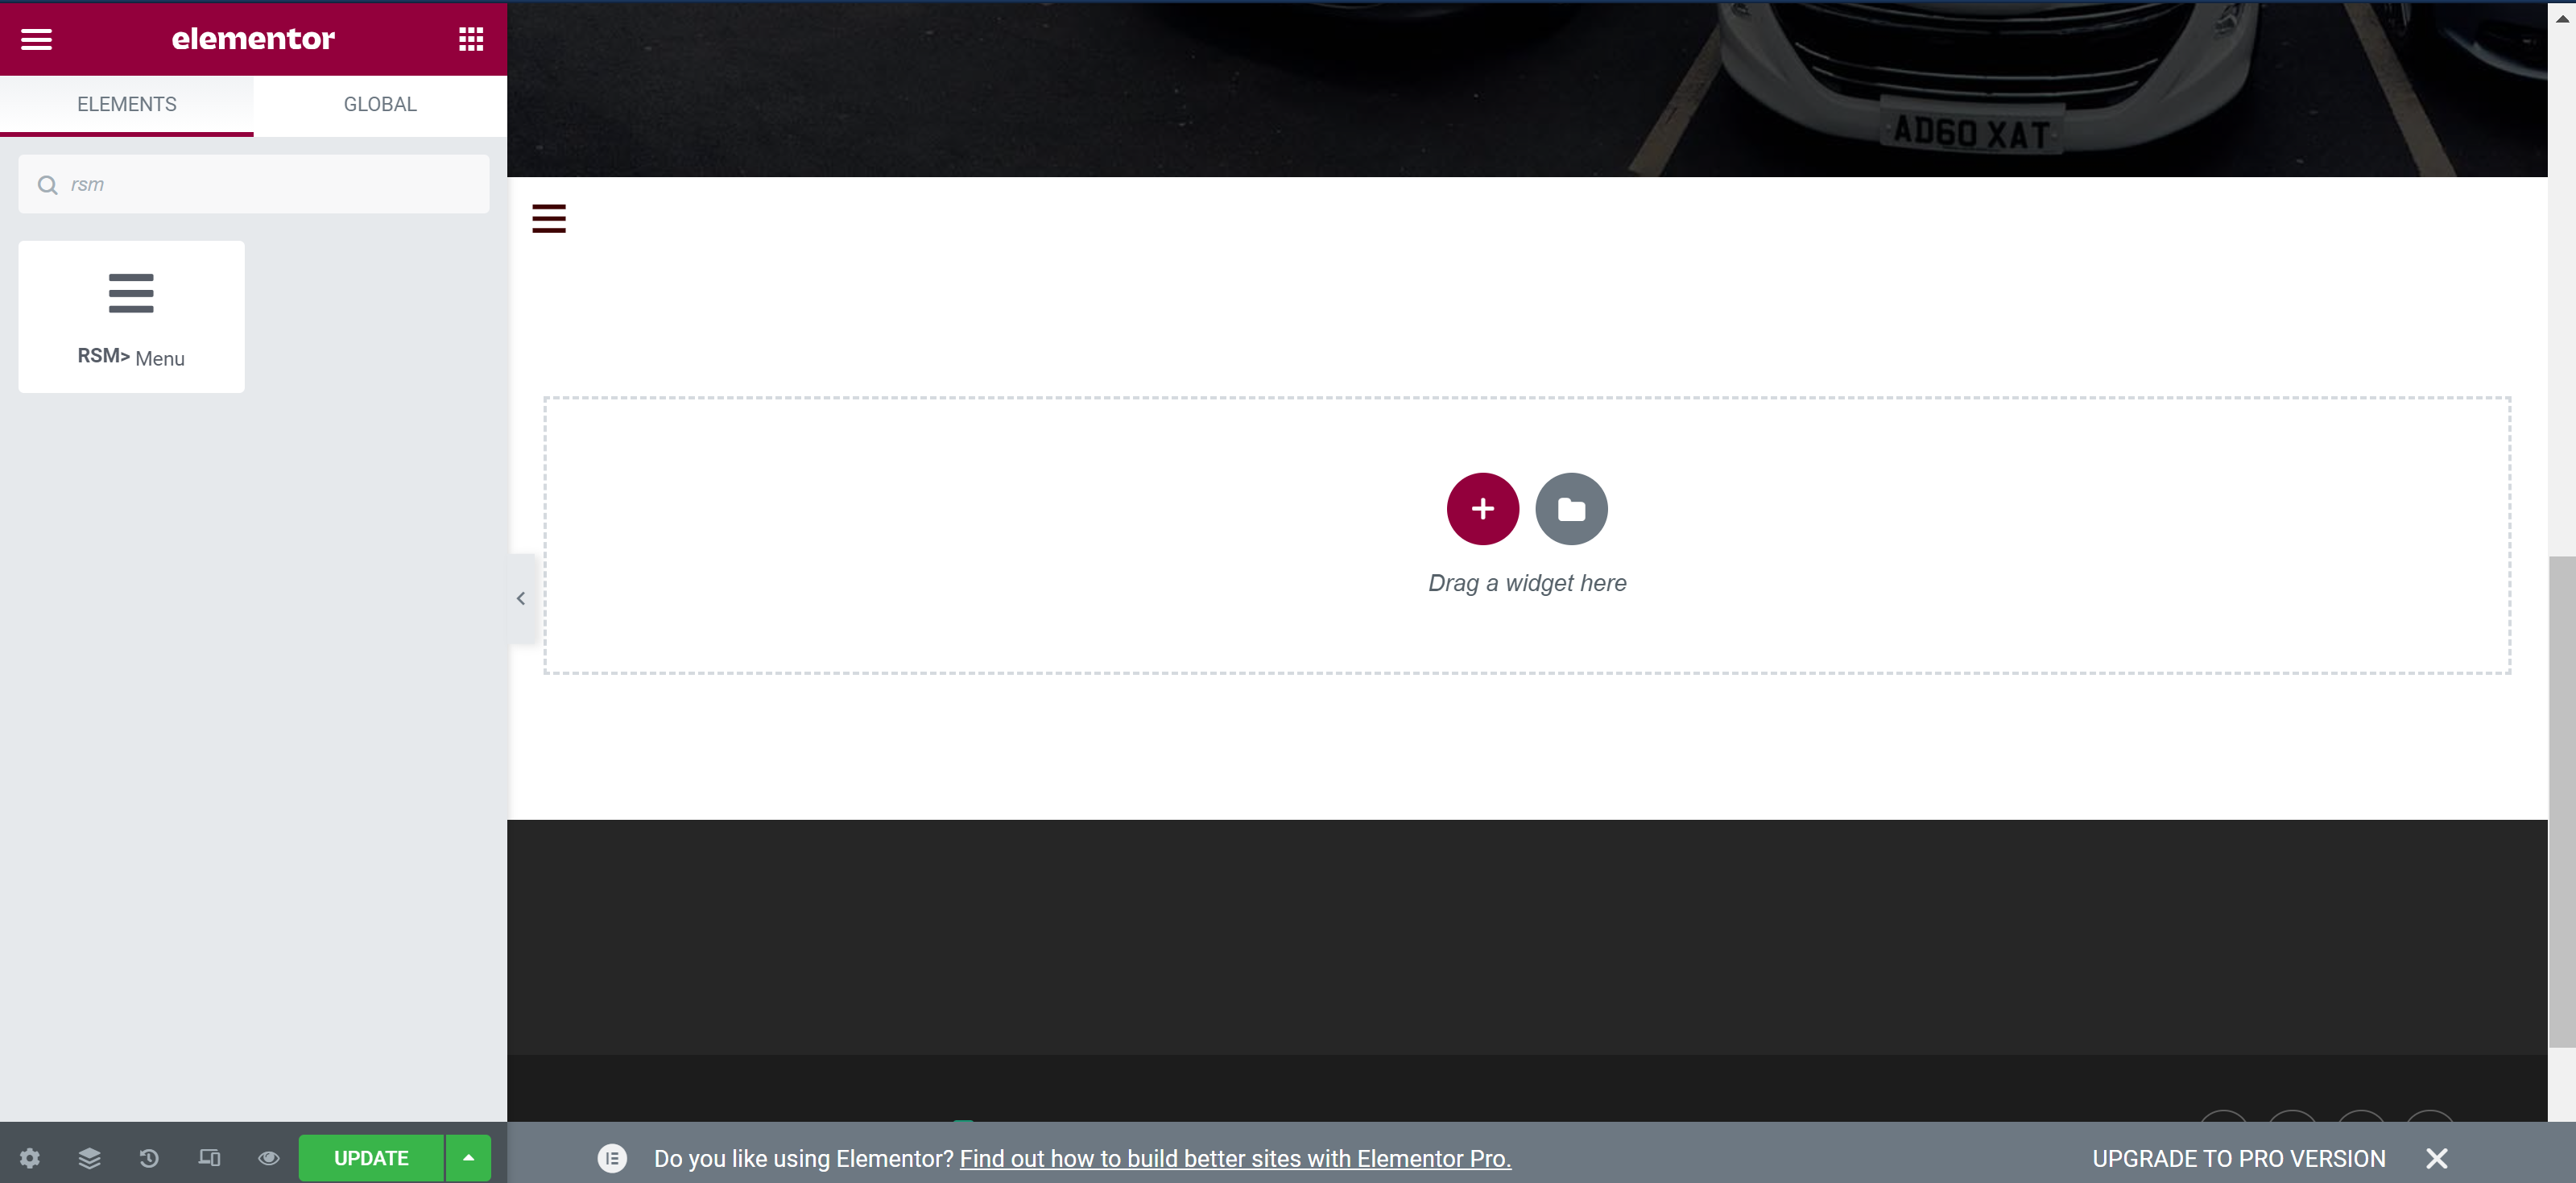 elementor
ELEMENTS
GLOBAL
rsm
RSM> Menu
AD60 XAT
Drag a widget here
UPDATE
Do you like using Elementor? Find out how to build better sites with Elementor Pro.
UPGRADE TO PRO VERSION